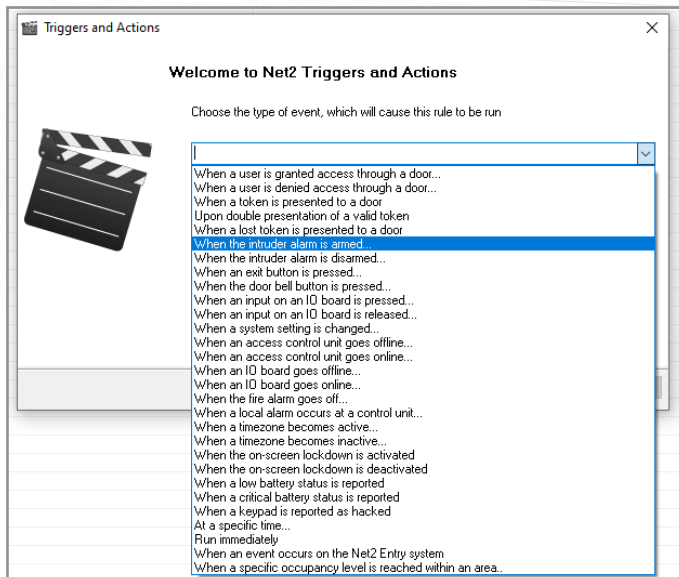 Triggers and Actions
Welcome to Net2 Triggers and Actions
Choose the type of event, which will cause this rule to be run
When a user is granted access through a door...
When a user is denied access through a door...
When a token is presented to a door
Upon double presentation of a valid token
When a lost token is presented to a door
When the intruder alarm is armed...
When the intruder alarm is disarmed...
When an exit button is pressed...
When the door bell button is pressed...
When an input on an IO board is pressed...
When an input on an IO board is released...
When a system setting is changed...
When an access control unit goes offline...
When an access control unit goes online...
When an IO board goes offline...
When an IO board goes online...
When the fire alarm goes off...
When a local alarm occurs at a control unit...
When a timezone becomes active...
When a timezone becomes inactive...
When the on-screen lockdown is activated
When the on-screen lockdown is deactivated
When a low battery status is reported
When a critical battery status is reported
When a keypad is reported as hacked
At a specific time...
Run immediately
When an event occurs on the Net2 Entry system
When a specific occupancy level is reached within an area..